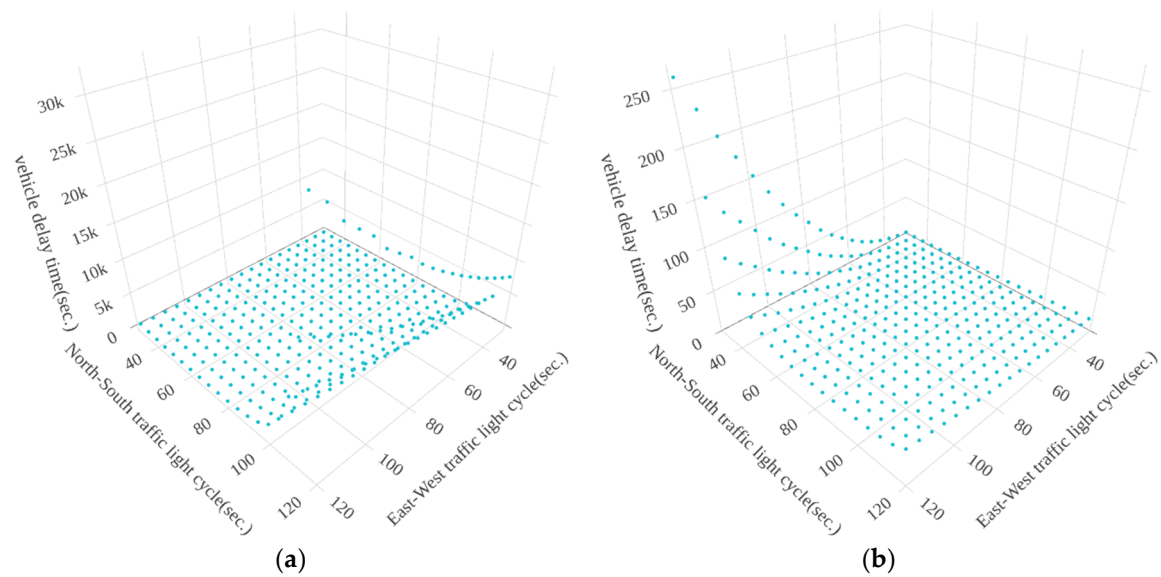 30k
25k
20k
15k
10k
5k
0
vehicle delay time(sec.)
40
60
80
100
120
North-South traffic light cycle(sec.)
40
60
80
100
120
East-West traffic light cycle(sec.)
(a)
250
200
150
100
50
0
vehicle delay time(sec.)
40
60
80
100
120
North-South traffic light cycle(sec.)
40
60
80
100
120
East-West traffic light cycle(sec.)
(b)